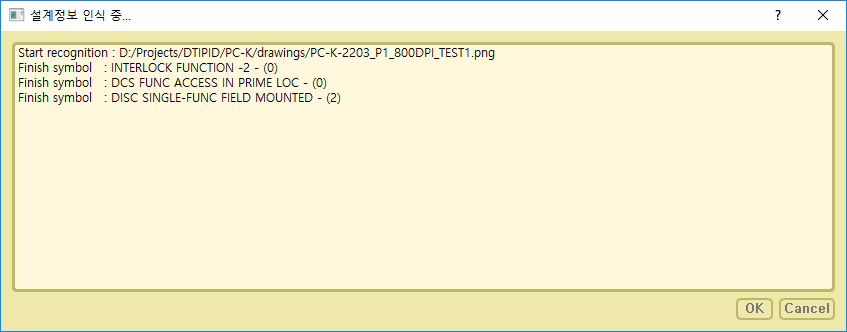 설계정보 인식 중...
?
Start recognition : D:/Projects/DTIPID/PC-K/drawings/PC-K-2203_P1_800DPI_TEST1.png
Finish symbol : INTERLOCK FUNCTION -2 - (0)
Finish symbol : DCS FUNC ACCESS IN PRIME LOC - (0)
Finish symbol : DISC SINGLE-FUNC FIELD MOUNTED - (2)
OK Cancel